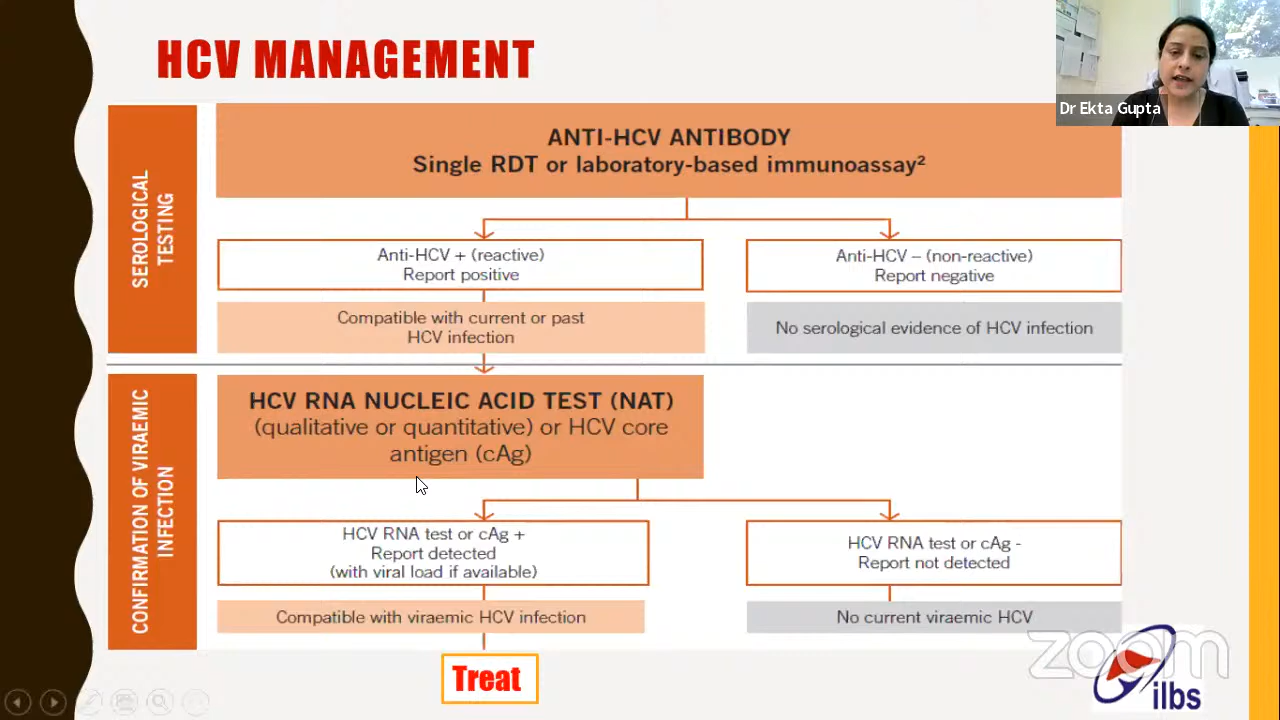 HCV MANAGEMENT
Dr Ekta Gupta
SEROLOGICAL
TESTING
ANTI-HCV ANTIBODY
Single RDT or laboratory-based immunoassay²
Anti-HCV + (reactive)
Report positive
Anti-HCV – (non-reactive)
Report negative
Compatible with current or past
HCV infection
No serological evidence of HCV infection
CONFIRMATION OF VIRAEMIC
INFECTION
HCV RNA NUCLEIC ACID TEST (NAT)
(qualitative or quantitative) or HCV core
antigen (cAg)
HCV RNA test or cAg +
Report detected
(with viral load if available)
HCV RNA test or cAg -
Report not detected
Compatible with viraemic HCV infection
No current viraemic HCV
Treat
zoom
ilbs